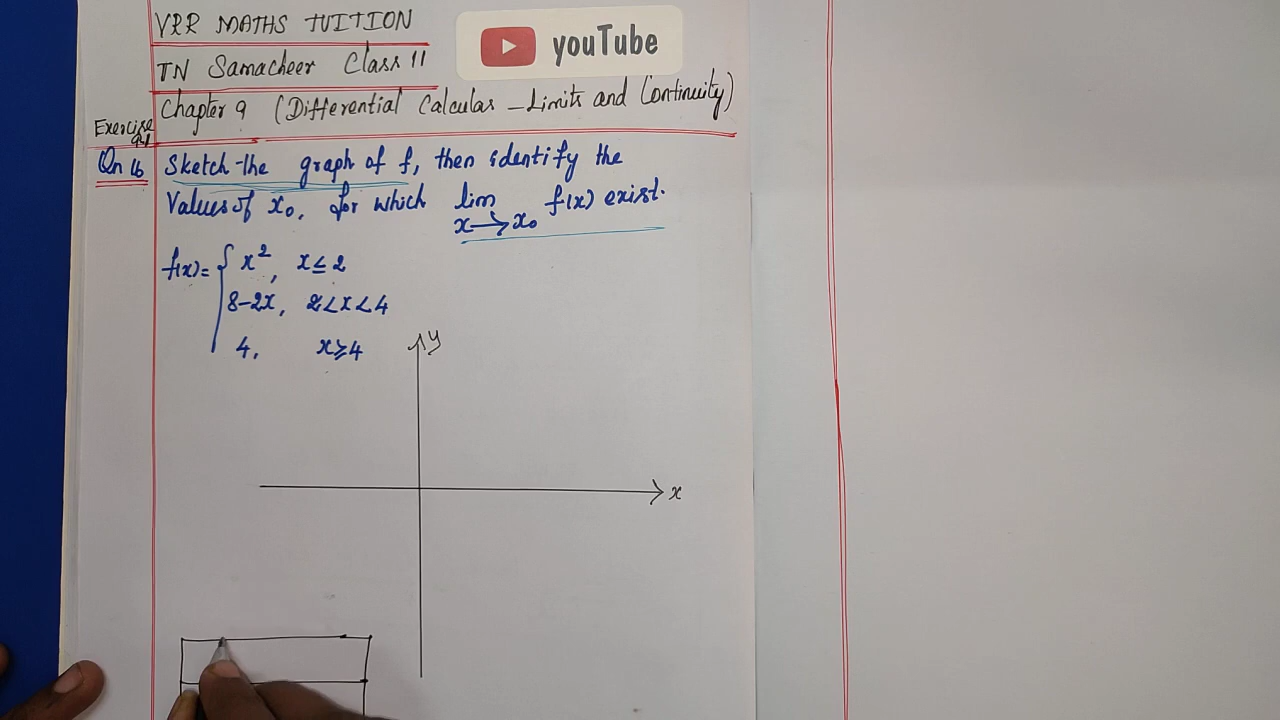 VRR MATHS TUITION
youTube
TN Samacheer Class 11
Chapter 9 (Differential Calculas - Limits and Continuity)
Exercise
9.1
Qn 16 Sketch the graph of f, then identify the
Values of x₀, for which lim f(x) exist.
x→x₀
f(x)= { x², x≤2
8-2x, 2<x<4
4, x≥4
y
x